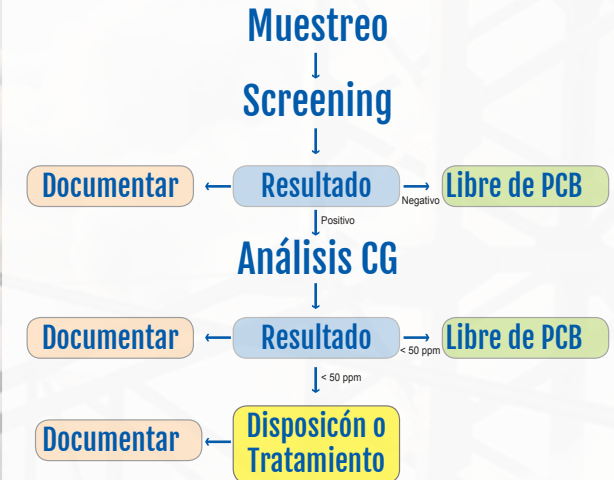 Muestreo
Screening
Documentar
Resultado
Negativo
Libre de PCB
Positivo
Análisis CG
Documentar
Resultado
< 50 ppm
Libre de PCB
< 50 ppm
Documentar
Disposicón o
Tratamiento